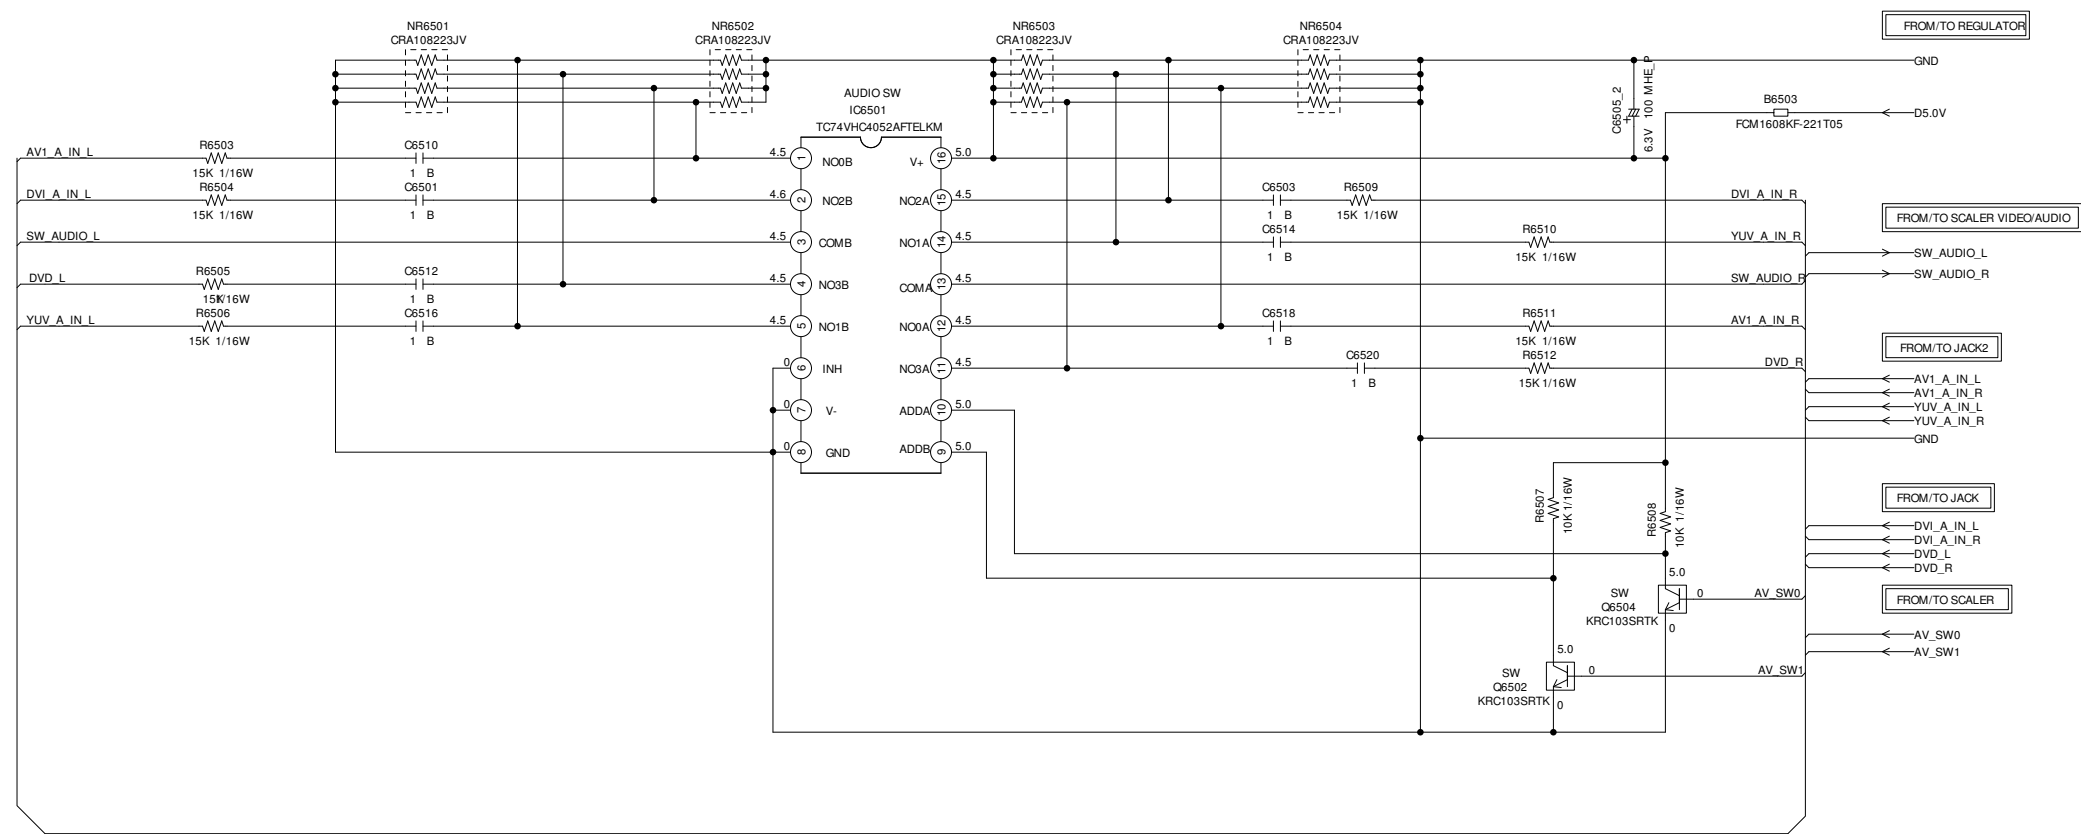 NR6501
CRA108223JV
NR6502
CRA108223JV
NR6503
CRA108223JV
NR6504
CRA108223JV
FROM/TO REGULATOR
GND
C6505_2
+
6.3V 100 MHE_P
B6503
FCM1608KF-221T05
D5.0V
AUDIO SW
IC6501
TC74VHC4052AFTELKM
AV1_A_IN_L
R6503
15K 1/16W
C6510
1 B
4.5 1 NO0B
V+ 16 5.0
DVI_A_IN_L
R6504
15K 1/16W
C6501
1 B
4.6 2 NO2B
NO2A 15 4.5
C6503
1 B
R6509
15K 1/16W
DVI_A_IN_R
SW_AUDIO_L
4.5 3 COMB
NO1A 14 4.5
C6514
1 B
R6510
15K 1/16W
YUV_A_IN_R
DVD_L
R6505
15K 1/16W
C6512
1 B
4.5 4 NO3B
COMA 13 4.5
SW_AUDIO_R
YUV_A_IN_L
R6506
15K 1/16W
C6516
1 B
4.5 5 NO1B
NO0A 12 4.5
C6518
1 B
R6511
15K 1/16W
AV1_A_IN_R
0 6 INH
NO3A 11 4.5
C6520
1 B
R6512
15K 1/16W
DVD_R
0 7 V-
ADDA 10 5.0
0 8 GND
ADDB 9 5.0
FROM/TO SCALER VIDEO/AUDIO
SW_AUDIO_L
SW_AUDIO_R
FROM/TO JACK2
AV1_A_IN_L
AV1_A_IN_R
YUV_A_IN_L
YUV_A_IN_R
GND
R6507
10K 1/16W
R6508
10K 1/16W
FROM/TO JACK
DVI_A_IN_L
DVI_A_IN_R
DVD_L
DVD_R
5.0
SW
Q6504
KRC103SRTK
0
0
AV_SW0
FROM/TO SCALER
AV_SW0
AV_SW1
5.0
SW
Q6502
KRC103SRTK
0
0
AV_SW1